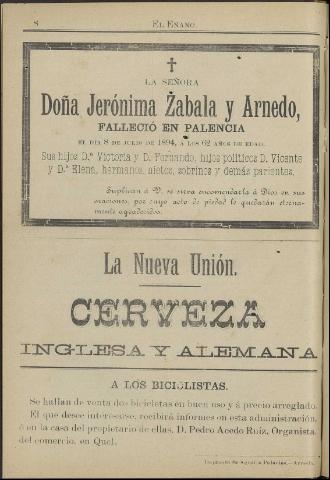 8
EL ENANO
LA SEÑORA
Doña Jerónima Zabala y Arnedo,
FALLECIÓ EN PALENCIA
EL DIA 8 DE JULIO DE 1894, Á LOS 62 AÑOS DE EDAD.
Sus hijos D.ª Victoria y D. Fernando, hijos políticos D. Vicente
y D.ª Elena, hermanos, nietos, sobrinos y demás parientes,
Suplican á V. se sirva encomendarla á Dios en sus
oraciones, por cuyo acto de piedad le quedarán eterna-
mente agradecidos.
La Nueva Unión.
CERVEZA
INGLESA Y ALEMANA
A LOS BICICLISTAS.
Se hallan de venta dos bicicletas en buen uso y á precio arreglado.
El que desee interesarse, recibirá informes en esta administración
ó en la casa del propietario de ellas, D. Pedro Acedo Ruiz, Organista
del comercio, en Quel.
Imprenta de Agustín Palacios.—Arnedo.